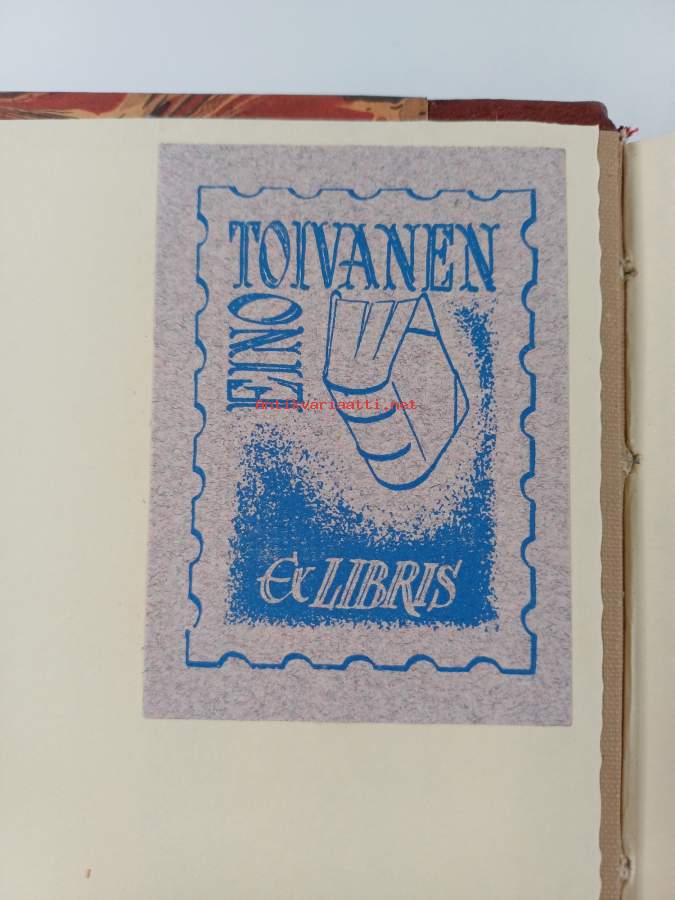 TOIVANEN
EINO
Antikvariaatti.net
Ex LIBRIS